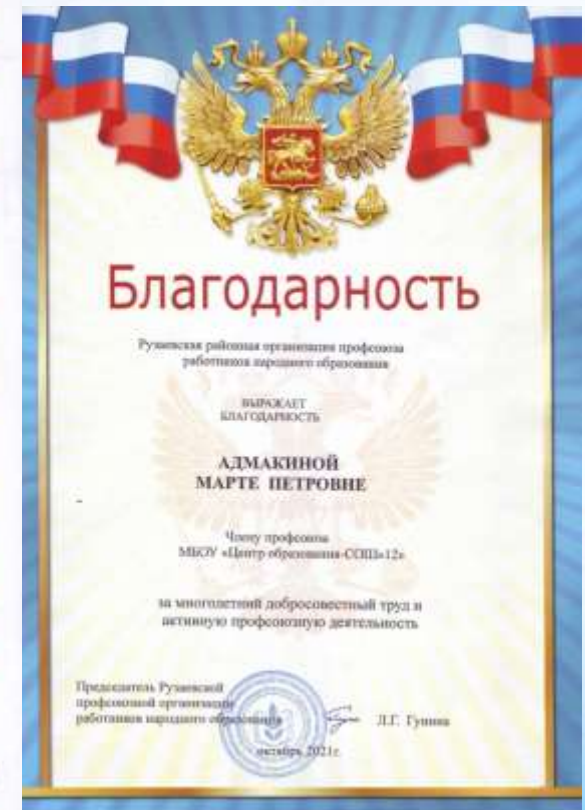 Благодарность
Рузаевская районная организация профсоюза
работников народного образования
ВЫРАЖАЕТ
БЛАГОДАРНОСТЬ
АДМАКИНОЙ
МАРТЕ ПЕТРОВНЕ
Члену профсоюза
МБОУ «Центр образования-СОШ№12»
за многолетний добросовестный труд и
активную профсоюзную деятельность
Председатель Рузаевской
профсоюзной организации
работников народного образования
Л.Г. Гунина
октябрь 2021г.